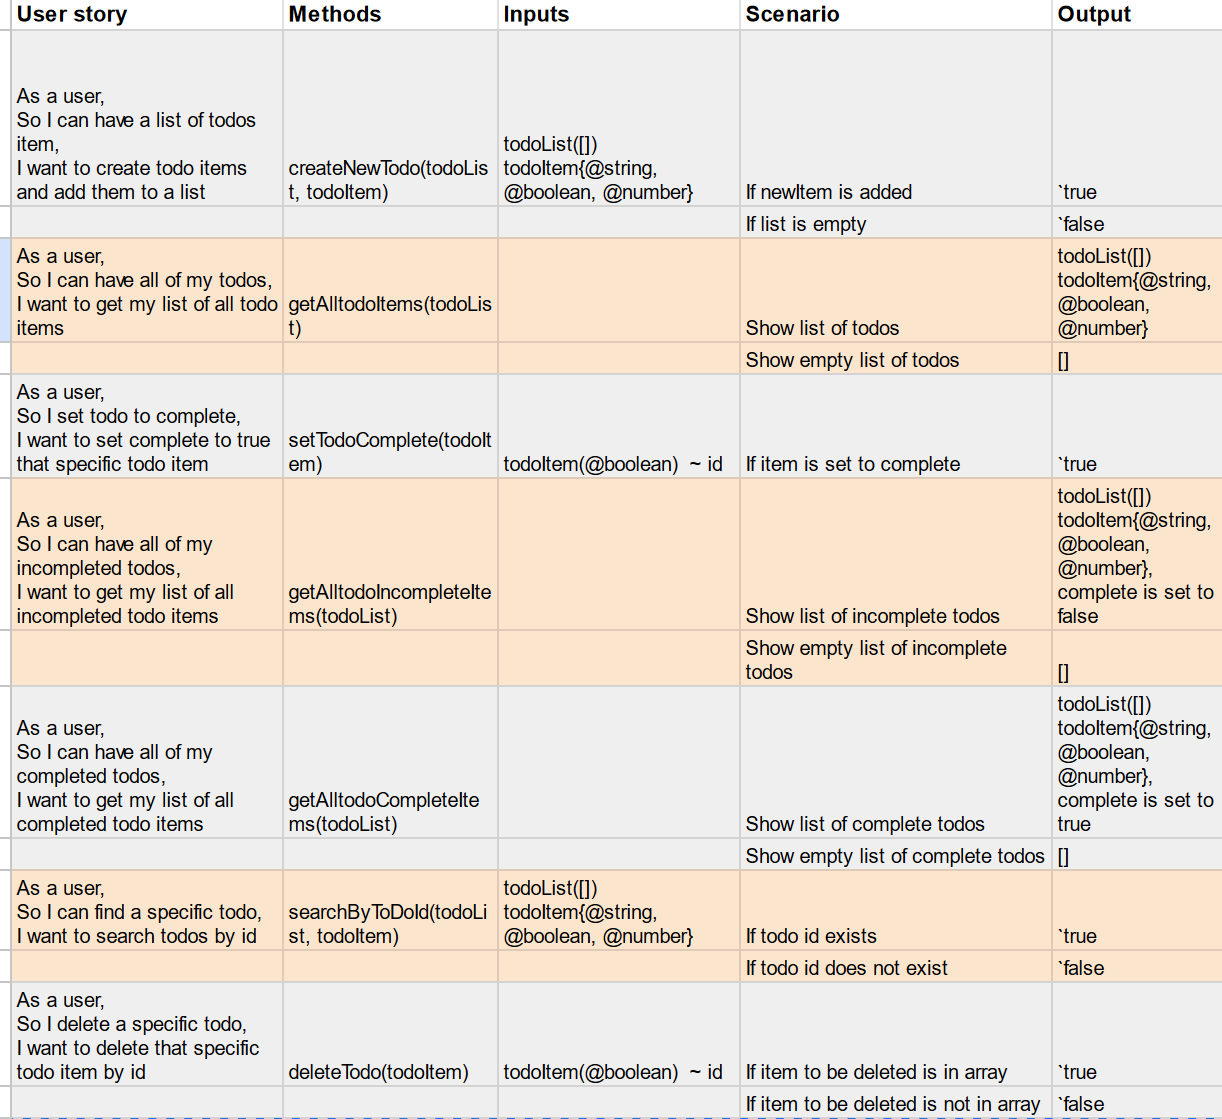 User story Methods Inputs Scenario Output
As a user,
So I can have a list of todos
item,
I want to create todo items
and add them to a list
createNewTodo(todoLis
t, todoItem)
todoList([])
todoItem{@string,
@boolean, @number}
If newItem is added
`true
If list is empty
`false
As a user,
So I can have all of my todos,
I want to get my list of all todo
items
getAlltodoItems(todoLis
t)
Show list of todos
todoList([])
todoItem{@string,
@boolean,
@number}
Show empty list of todos
[]
As a user,
So I set todo to complete,
I want to set complete to true
that specific todo item
setTodoComplete(todoIt
em)
todoItem(@boolean)  ~ id
If item is set to complete
`true
As a user,
So I can have all of my
incompleted todos,
I want to get my list of all
incompleted todo items
getAlltodoIncompleteIte
ms(todoList)
Show list of incomplete todos
todoList([])
todoItem{@string,
@boolean,
@number},
complete is set to
false
Show empty list of incomplete
todos
[]
As a user,
So I can have all of my
completed todos,
I want to get my list of all
completed todo items
getAlltodoCompleteIte
ms(todoList)
Show list of complete todos
todoList([])
todoItem{@string,
@boolean,
@number},
complete is set to
true
Show empty list of complete todos
[]
As a user,
So I can find a specific todo,
I want to search todos by id
searchByToDoId(todoLi
st, todoItem)
todoList([])
todoItem{@string,
@boolean, @number}
If todo id exists
`true
If todo id does not exist
`false
As a user,
So I delete a specific todo,
I want to delete that specific
todo item by id
deleteTodo(todoItem)
todoItem(@boolean)  ~ id
If item to be deleted is in array
`true
If item to be deleted is not in array
`false